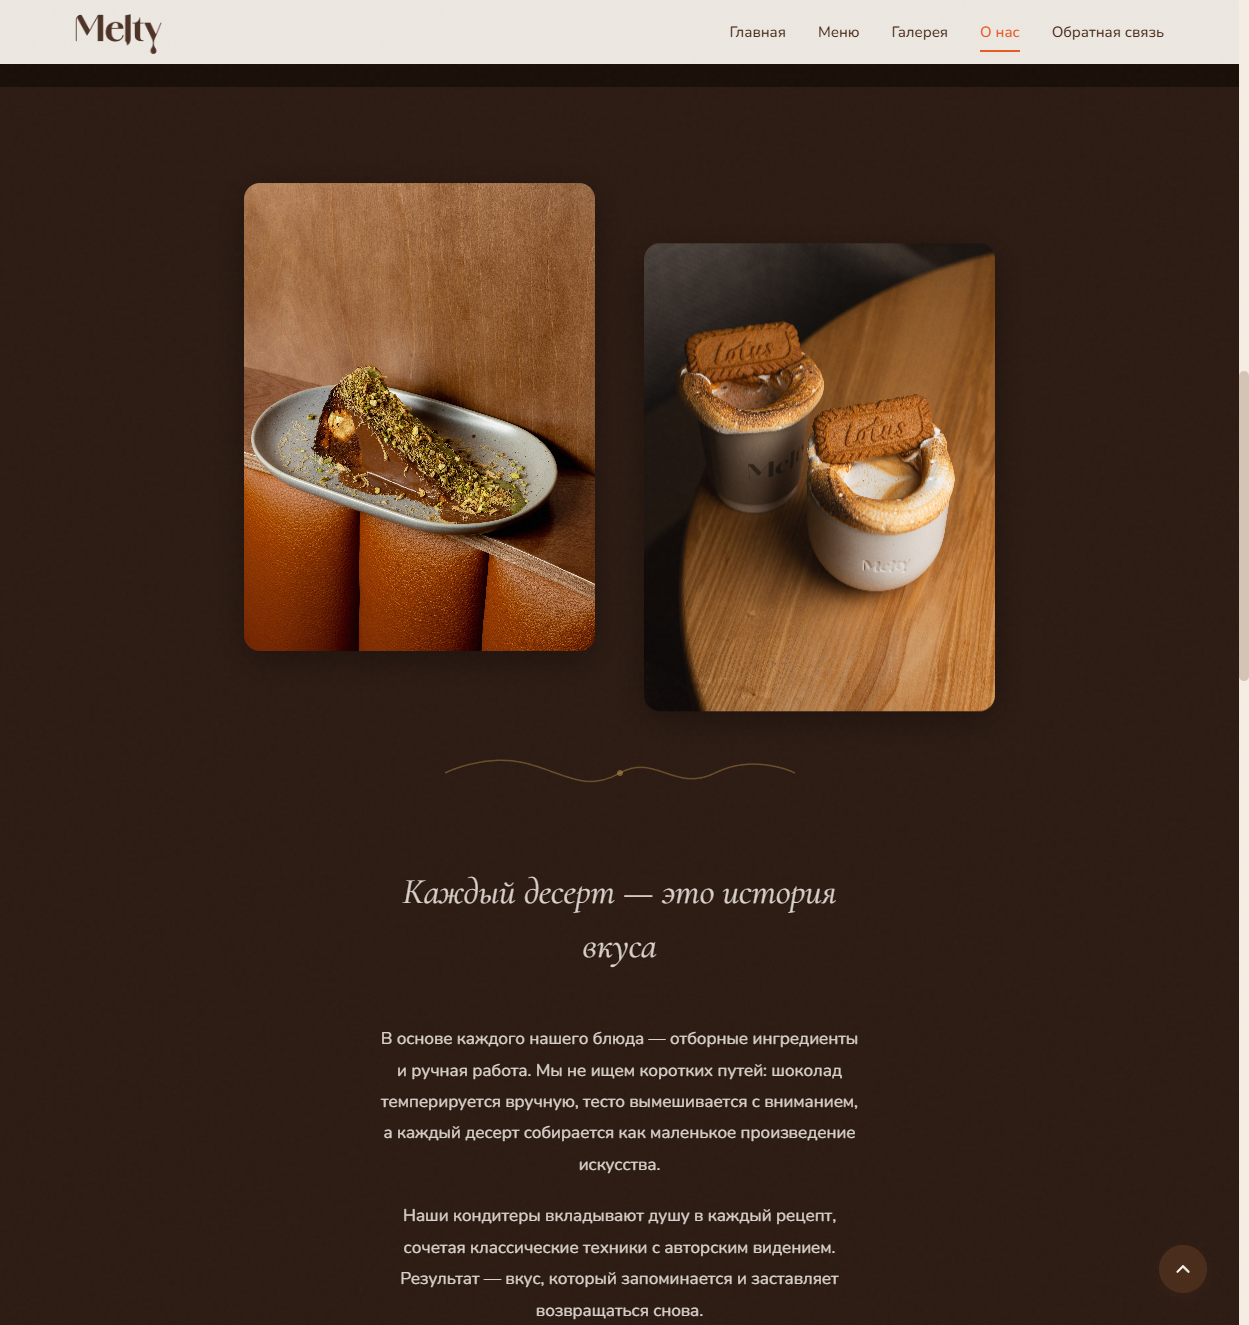 Melty
Главная Меню Галерея О нас Обратная связь
lotus
lotus
Melty
Каждый десерт — это история
вкуса
В основе каждого нашего блюда — отборные ингредиенты
и ручная работа. Мы не ищем коротких путей: шоколад
темперируется вручную, тесто вымешивается с вниманием,
а каждый десерт собирается как маленькое произведение
искусства.
Наши кондитеры вкладывают душу в каждый рецепт,
сочетая классические техники с авторским видением.
Результат — вкус, который запоминается и заставляет
возвращаться снова.